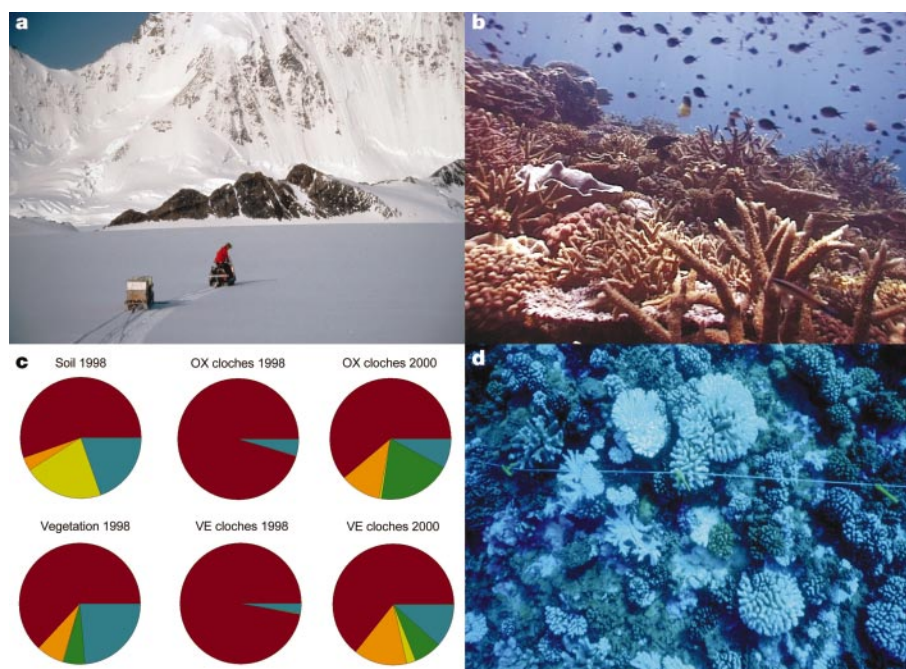 a
b
c
Soil 1998
OX cloches 1998
OX cloches 2000
Vegetation 1998
VE cloches 1998
VE cloches 2000
d